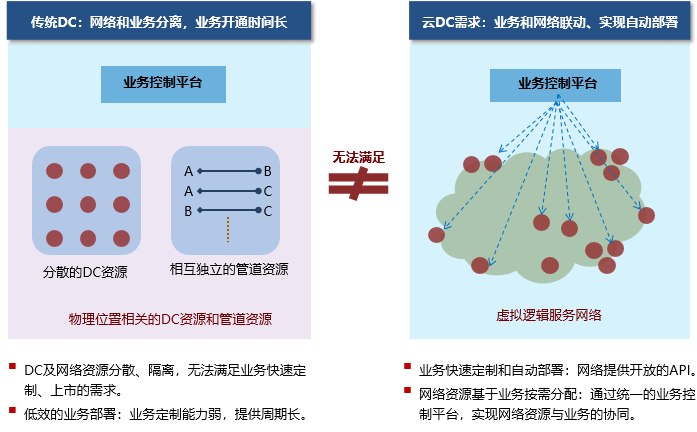 传统DC：网络和业务分离，业务开通时间长
业务控制平台
A
B
A
C
B
C
分散的DC资源
相互独立的管道资源
物理位置相关的DC资源和管道资源
DC及网络资源分散、隔离，无法满足业务快速定
制、上市的需求。
低效的业务部署：业务定制能力弱，提供周期长。
无法满足
云DC需求：业务和网络联动、实现自动部署
业务控制平台
虚拟逻辑服务网络
业务快速定制和自动部署：网络提供开放的API。
网络资源基于业务按需分配：通过统一的业务控
制平台，实现网络资源与业务的协同。